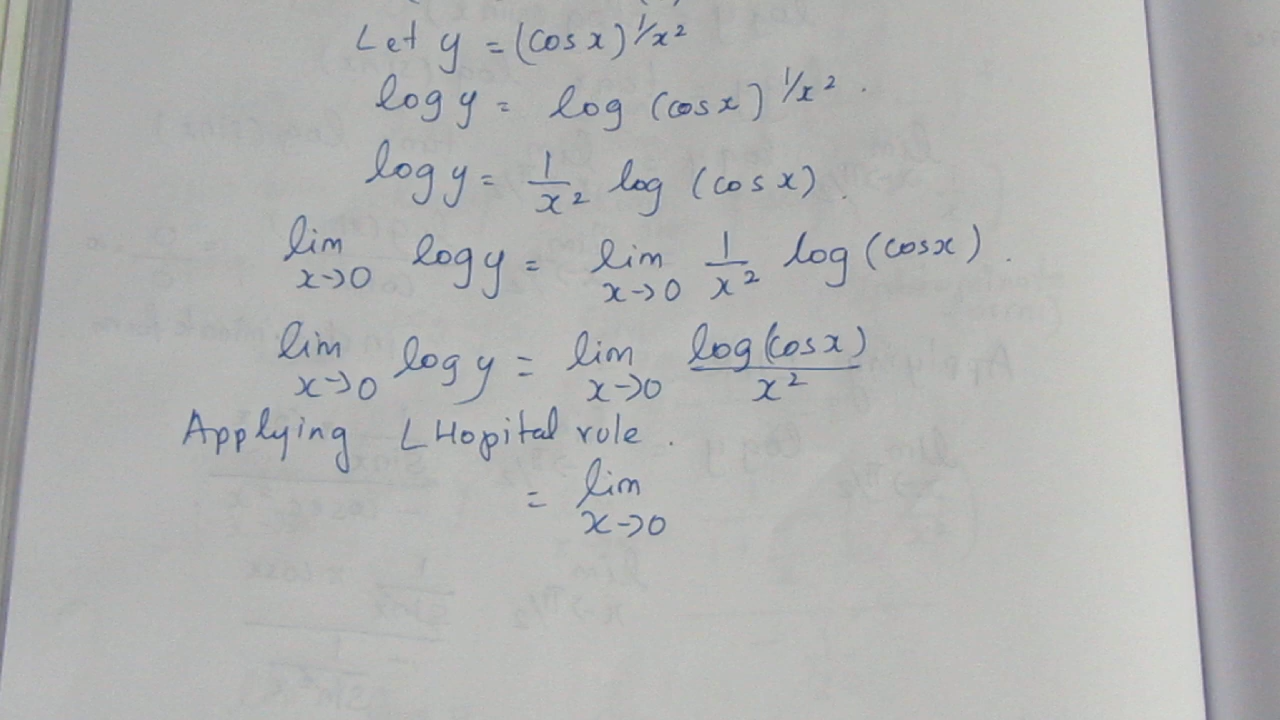 Let y = (cos x)^1/x²
log y = log (cos x)^1/x² .
log y = 1/x² log (cos x) .
lim x→0 log y = lim x→0 1/x² log (cos x) .
lim x→0 log y = lim x→0 log (cos x) / x²
Applying L Hopital rule .
= lim x→0